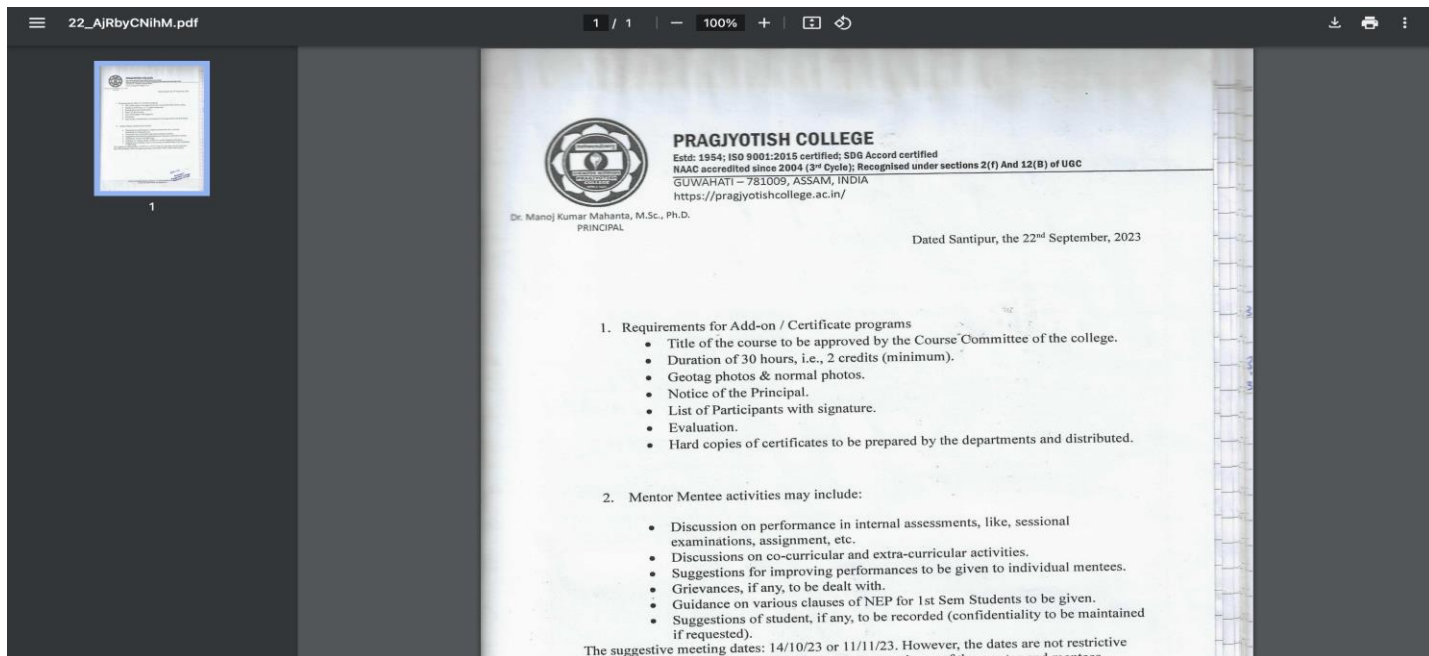 22_AjRbyCNihM.pdf
1 / 1
100%
1
PRAGJYOTISH COLLEGE
Estd: 1954; ISO 9001:2015 certified; SDG Accord certified
NAAC accredited since 2004 (3rd Cycle); Recognised under sections 2(f) And 12(B) of UGC
GUWAHATI – 781009, ASSAM, INDIA
https://pragjyotishcollege.ac.in/
Dr. Manoj Kumar Mahanta, M.Sc., Ph.D.
PRINCIPAL
Dated Santipur, the 22nd September, 2023
1. Requirements for Add-on / Certificate programs
• Title of the course to be approved by the Course Committee of the college.
• Duration of 30 hours, i.e., 2 credits (minimum).
• Geotag photos & normal photos.
• Notice of the Principal.
• List of Participants with signature.
• Evaluation.
• Hard copies of certificates to be prepared by the departments and distributed.
2. Mentor Mentee activities may include:
• Discussion on performance in internal assessments, like, sessional
examinations, assignment, etc.
• Discussions on co-curricular and extra-curricular activities.
• Suggestions for improving performances to be given to individual mentees.
• Grievances, if any, to be dealt with.
• Guidance on various clauses of NEP for 1st Sem Students to be given.
• Suggestions of student, if any, to be recorded (confidentiality to be maintained
if requested).
The suggestive meeting dates: 14/10/23 or 11/11/23. However, the dates are not restrictive